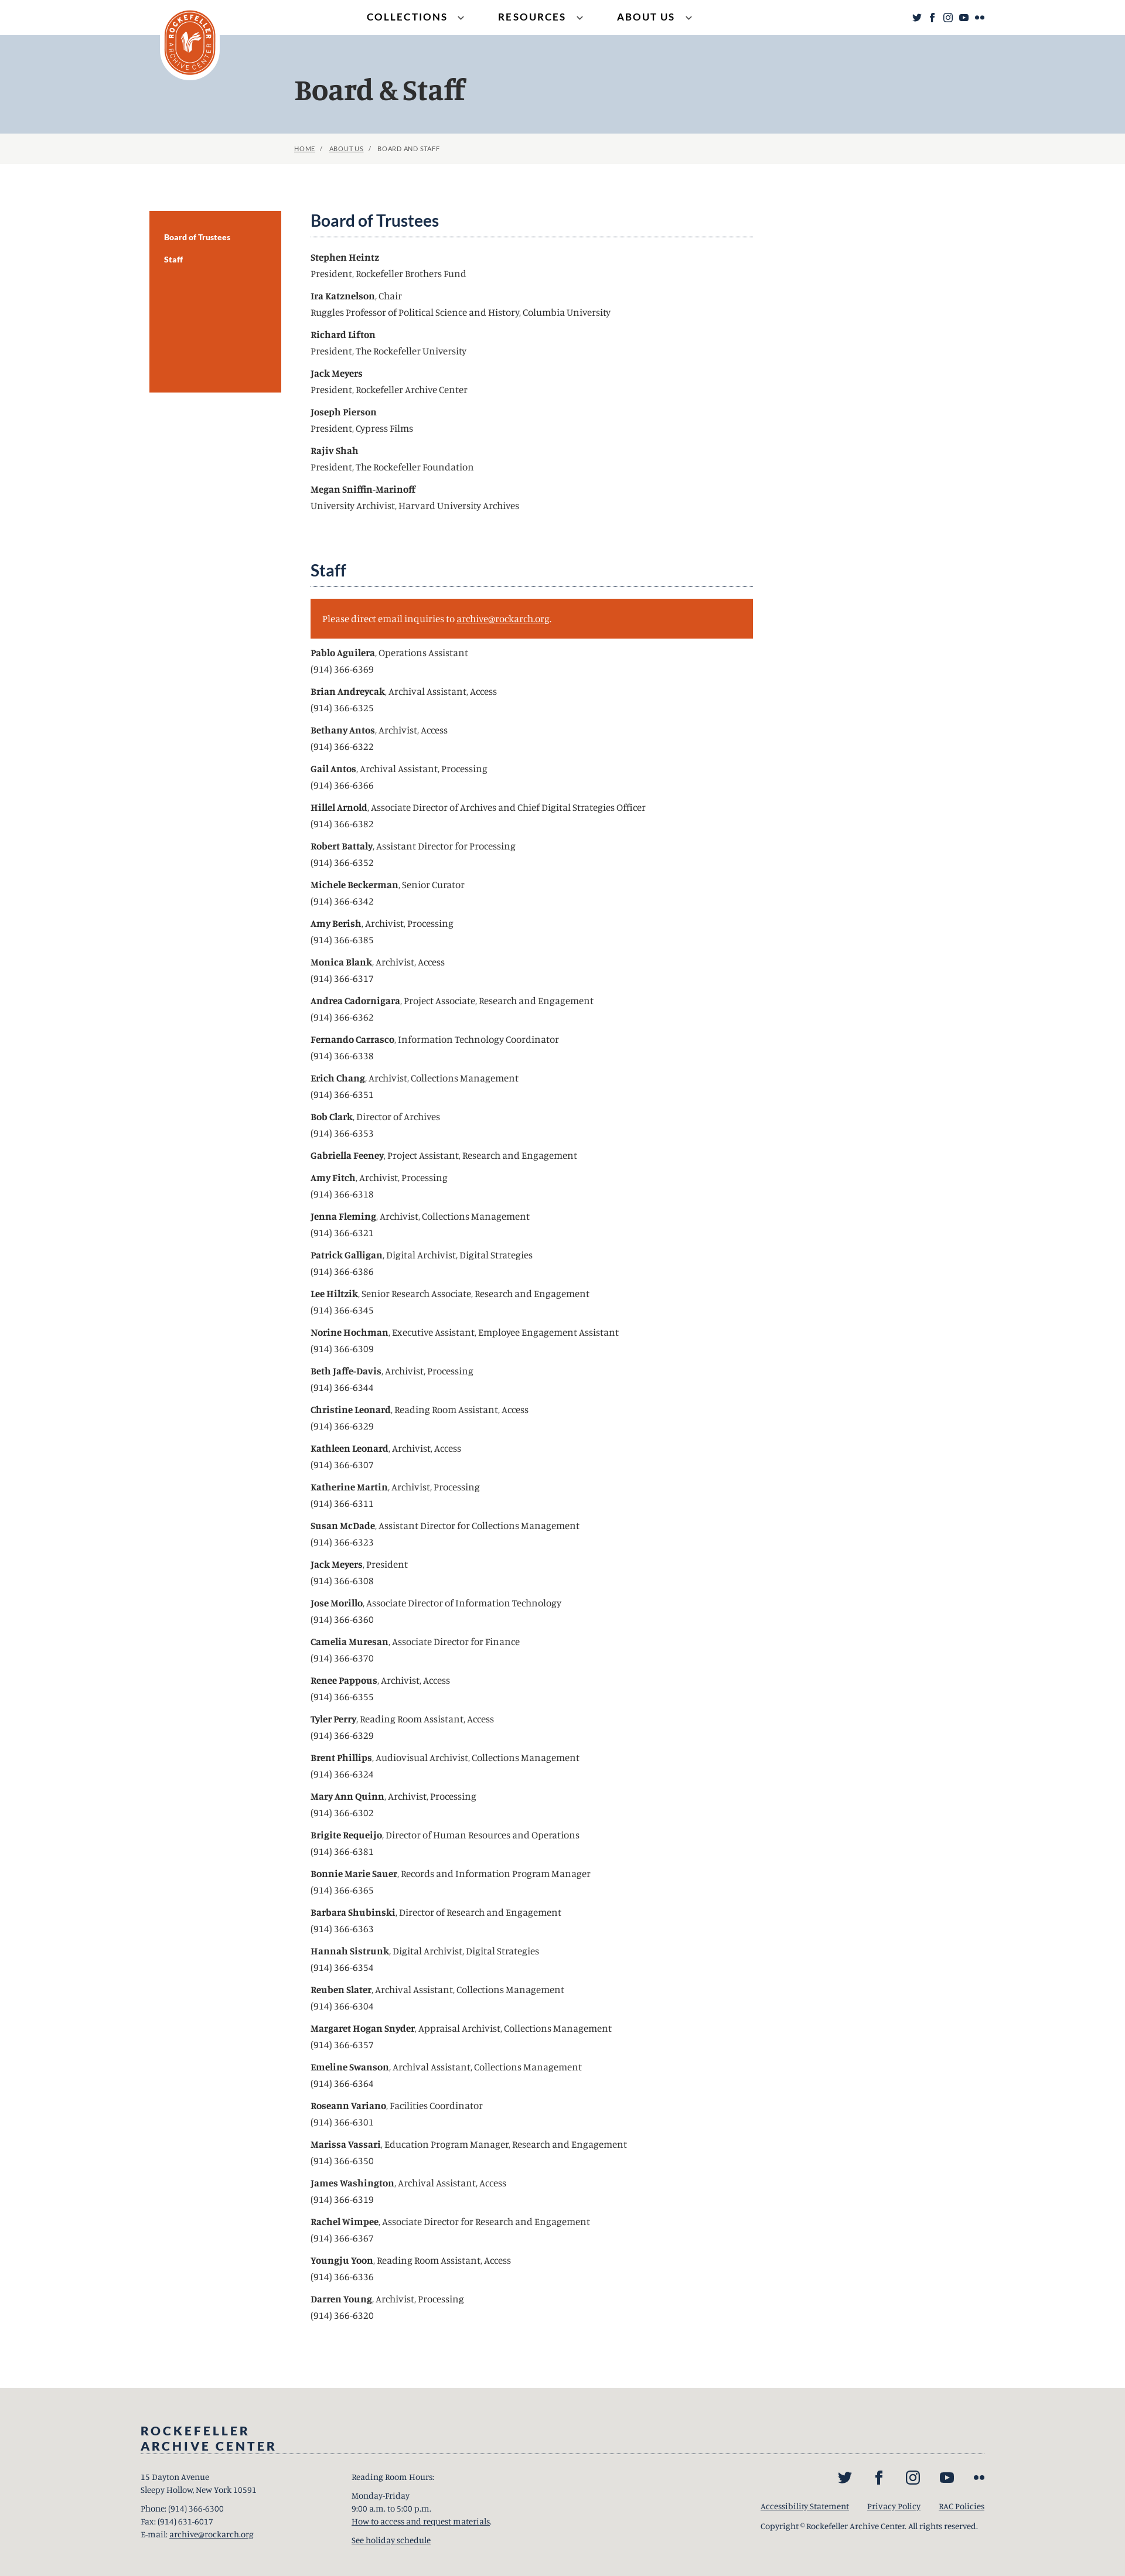 COLLECTIONS RESOURCES ABOUT US
ROCKEFELLER
ARCHIVE CENTER
Board & Staff
HOME / ABOUT US / BOARD AND STAFF
Board of Trustees
Staff
Board of Trustees
Stephen Heintz
President, Rockefeller Brothers Fund
Ira Katznelson, Chair
Ruggles Professor of Political Science and History, Columbia University
Richard Lifton
President, The Rockefeller University
Jack Meyers
President, Rockefeller Archive Center
Joseph Pierson
President, Cypress Films
Rajiv Shah
President, The Rockefeller Foundation
Megan Sniffin-Marinoff
University Archivist, Harvard University Archives
Staff
Please direct email inquiries to archive@rockarch.org.
Pablo Aguilera, Operations Assistant
(914) 366-6369
Brian Andreycak, Archival Assistant, Access
(914) 366-6325
Bethany Antos, Archivist, Access
(914) 366-6322
Gail Antos, Archival Assistant, Processing
(914) 366-6366
Hillel Arnold, Associate Director of Archives and Chief Digital Strategies Officer
(914) 366-6382
Robert Battaly, Assistant Director for Processing
(914) 366-6352
Michele Beckerman, Senior Curator
(914) 366-6342
Amy Berish, Archivist, Processing
(914) 366-6385
Monica Blank, Archivist, Access
(914) 366-6317
Andrea Cadornigara, Project Associate, Research and Engagement
(914) 366-6362
Fernando Carrasco, Information Technology Coordinator
(914) 366-6338
Erich Chang, Archivist, Collections Management
(914) 366-6351
Bob Clark, Director of Archives
(914) 366-6353
Gabriella Feeney, Project Assistant, Research and Engagement
Amy Fitch, Archivist, Processing
(914) 366-6318
Jenna Fleming, Archivist, Collections Management
(914) 366-6321
Patrick Galligan, Digital Archivist, Digital Strategies
(914) 366-6386
Lee Hiltzik, Senior Research Associate, Research and Engagement
(914) 366-6345
Norine Hochman, Executive Assistant, Employee Engagement Assistant
(914) 366-6309
Beth Jaffe-Davis, Archivist, Processing
(914) 366-6344
Christine Leonard, Reading Room Assistant, Access
(914) 366-6329
Kathleen Leonard, Archivist, Access
(914) 366-6307
Katherine Martin, Archivist, Processing
(914) 366-6311
Susan McDade, Assistant Director for Collections Management
(914) 366-6323
Jack Meyers, President
(914) 366-6308
Jose Morillo, Associate Director of Information Technology
(914) 366-6360
Camelia Muresan, Associate Director for Finance
(914) 366-6370
Renee Pappous, Archivist, Access
(914) 366-6355
Tyler Perry, Reading Room Assistant, Access
(914) 366-6329
Brent Phillips, Audiovisual Archivist, Collections Management
(914) 366-6324
Mary Ann Quinn, Archivist, Processing
(914) 366-6302
Brigite Requeijo, Director of Human Resources and Operations
(914) 366-6381
Bonnie Marie Sauer, Records and Information Program Manager
(914) 366-6365
Barbara Shubinski, Director of Research and Engagement
(914) 366-6363
Hannah Sistrunk, Digital Archivist, Digital Strategies
(914) 366-6354
Reuben Slater, Archival Assistant, Collections Management
(914) 366-6304
Margaret Hogan Snyder, Appraisal Archivist, Collections Management
(914) 366-6357
Emeline Swanson, Archival Assistant, Collections Management
(914) 366-6364
Roseann Variano, Facilities Coordinator
(914) 366-6301
Marissa Vassari, Education Program Manager, Research and Engagement
(914) 366-6350
James Washington, Archival Assistant, Access
(914) 366-6319
Rachel Wimpee, Associate Director for Research and Engagement
(914) 366-6367
Youngju Yoon, Reading Room Assistant, Access
(914) 366-6336
Darren Young, Archivist, Processing
(914) 366-6320
ROCKEFELLER
ARCHIVE CENTER
15 Dayton Avenue
Sleepy Hollow, New York 10591
Phone: (914) 366-6300
Fax: (914) 631-6017
E-mail: archive@rockarch.org
Reading Room Hours:
Monday-Friday
9:00 a.m. to 5:00 p.m.
How to access and request materials.
See holiday schedule
Accessibility Statement Privacy Policy RAC Policies
Copyright © Rockefeller Archive Center. All rights reserved.